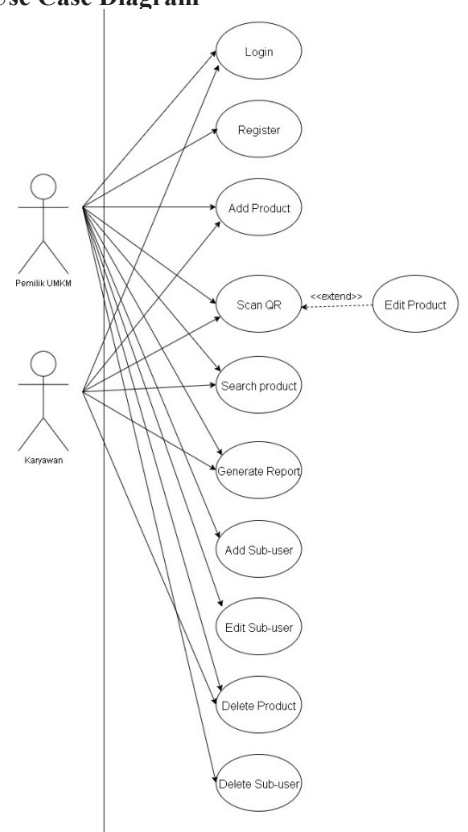 Use Case Diagram
Login
Register
Pemilik UMKM
Add Product
Scan QR
<<extend>>
Edit Product
Karyawan
Search product
Generate Report
Add Sub-user
Edit Sub-user
Delete Product
Delete Sub-user